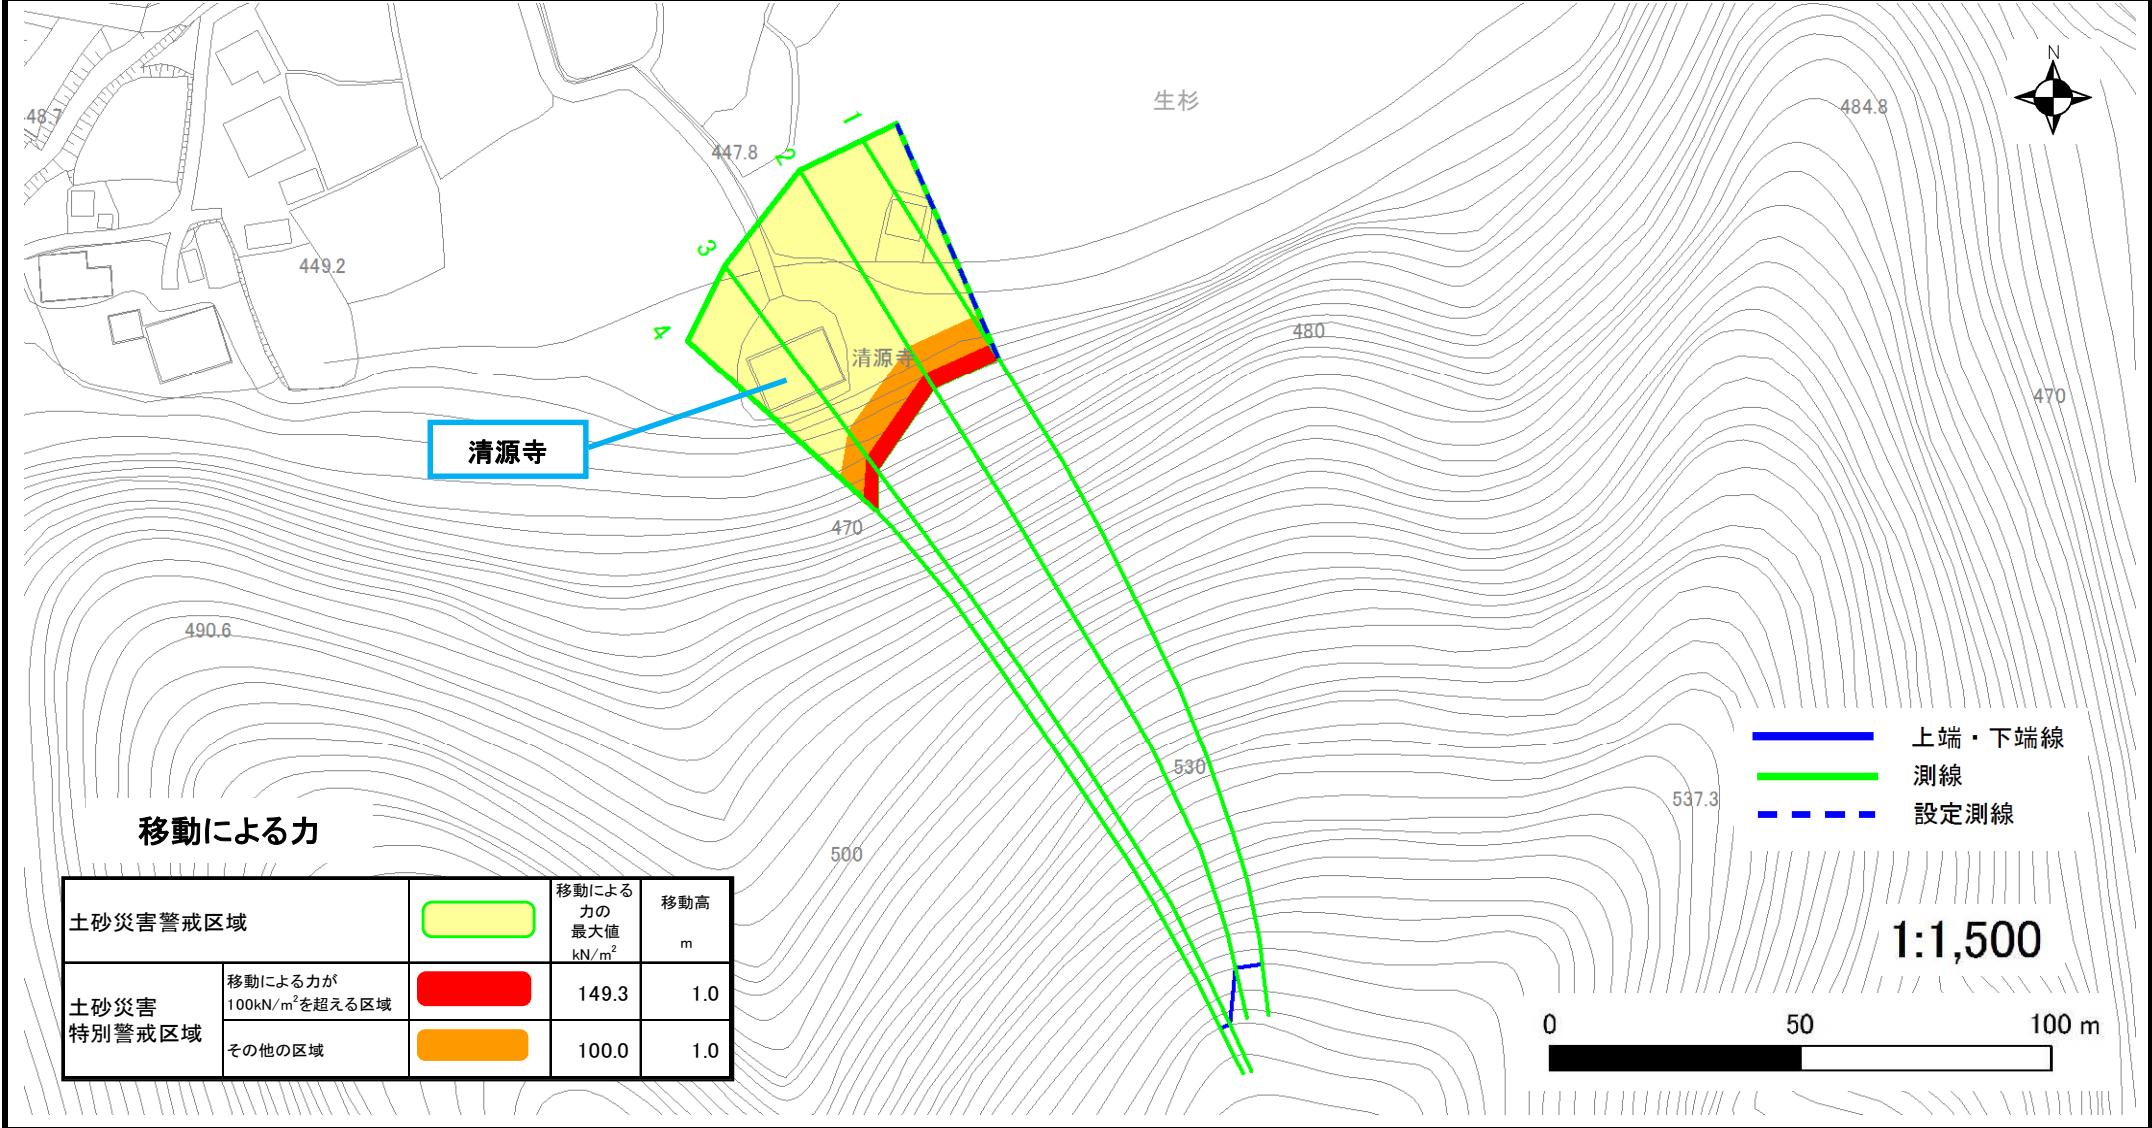 N
生杉
484.8
48.7
1
447.8
2
3
449.2
4
480
清源寺
470
清源寺
470
490.6
上端・下端線
530
測線
537.3
設定測線
移動による力
500
土砂災害警戒区域
移動による
力の
最大値
kN/m²
移動高
m
1:1,500
土砂災害
特別警戒区域
移動による力が
100kN/m²を超える区域
149.3
1.0
その他の区域
100.0
1.0
0
50
100 m